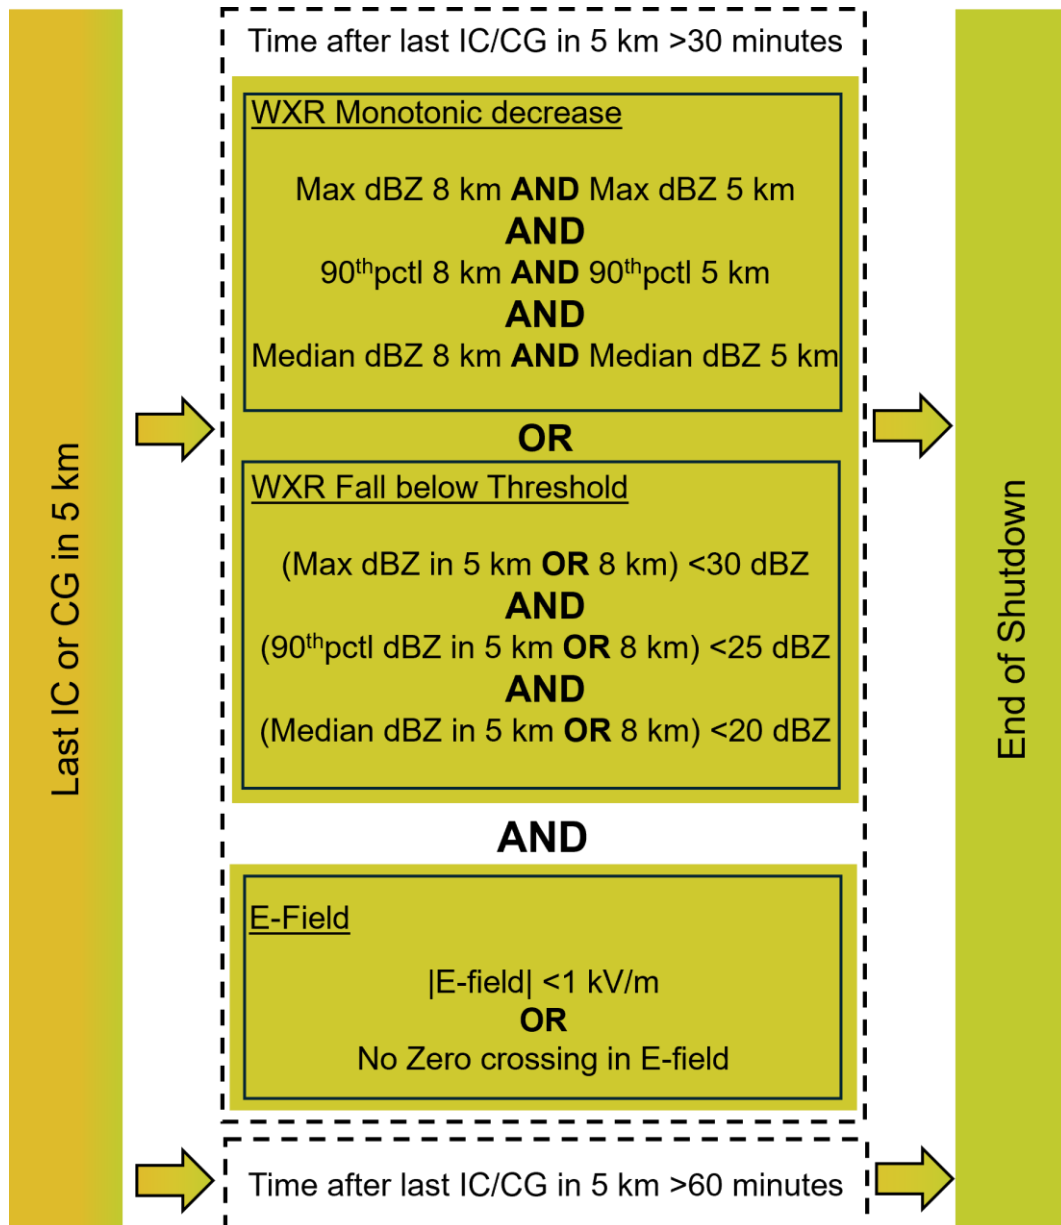 Last IC or CG in 5 km
Time after last IC/CG in 5 km >30 minutes
WXR Monotonic decrease
Max dBZ 8 km AND Max dBZ 5 km
AND
90thpctl 8 km AND 90thpctl 5 km
AND
Median dBZ 8 km AND Median dBZ 5 km
OR
WXR Fall below Threshold
(Max dBZ in 5 km OR 8 km) <30 dBZ
AND
(90thpctl dBZ in 5 km OR 8 km) <25 dBZ
AND
(Median dBZ in 5 km OR 8 km) <20 dBZ
AND
E-Field
|E-field| <1 kV/m
OR
No Zero crossing in E-field
Time after last IC/CG in 5 km >60 minutes
End of Shutdown